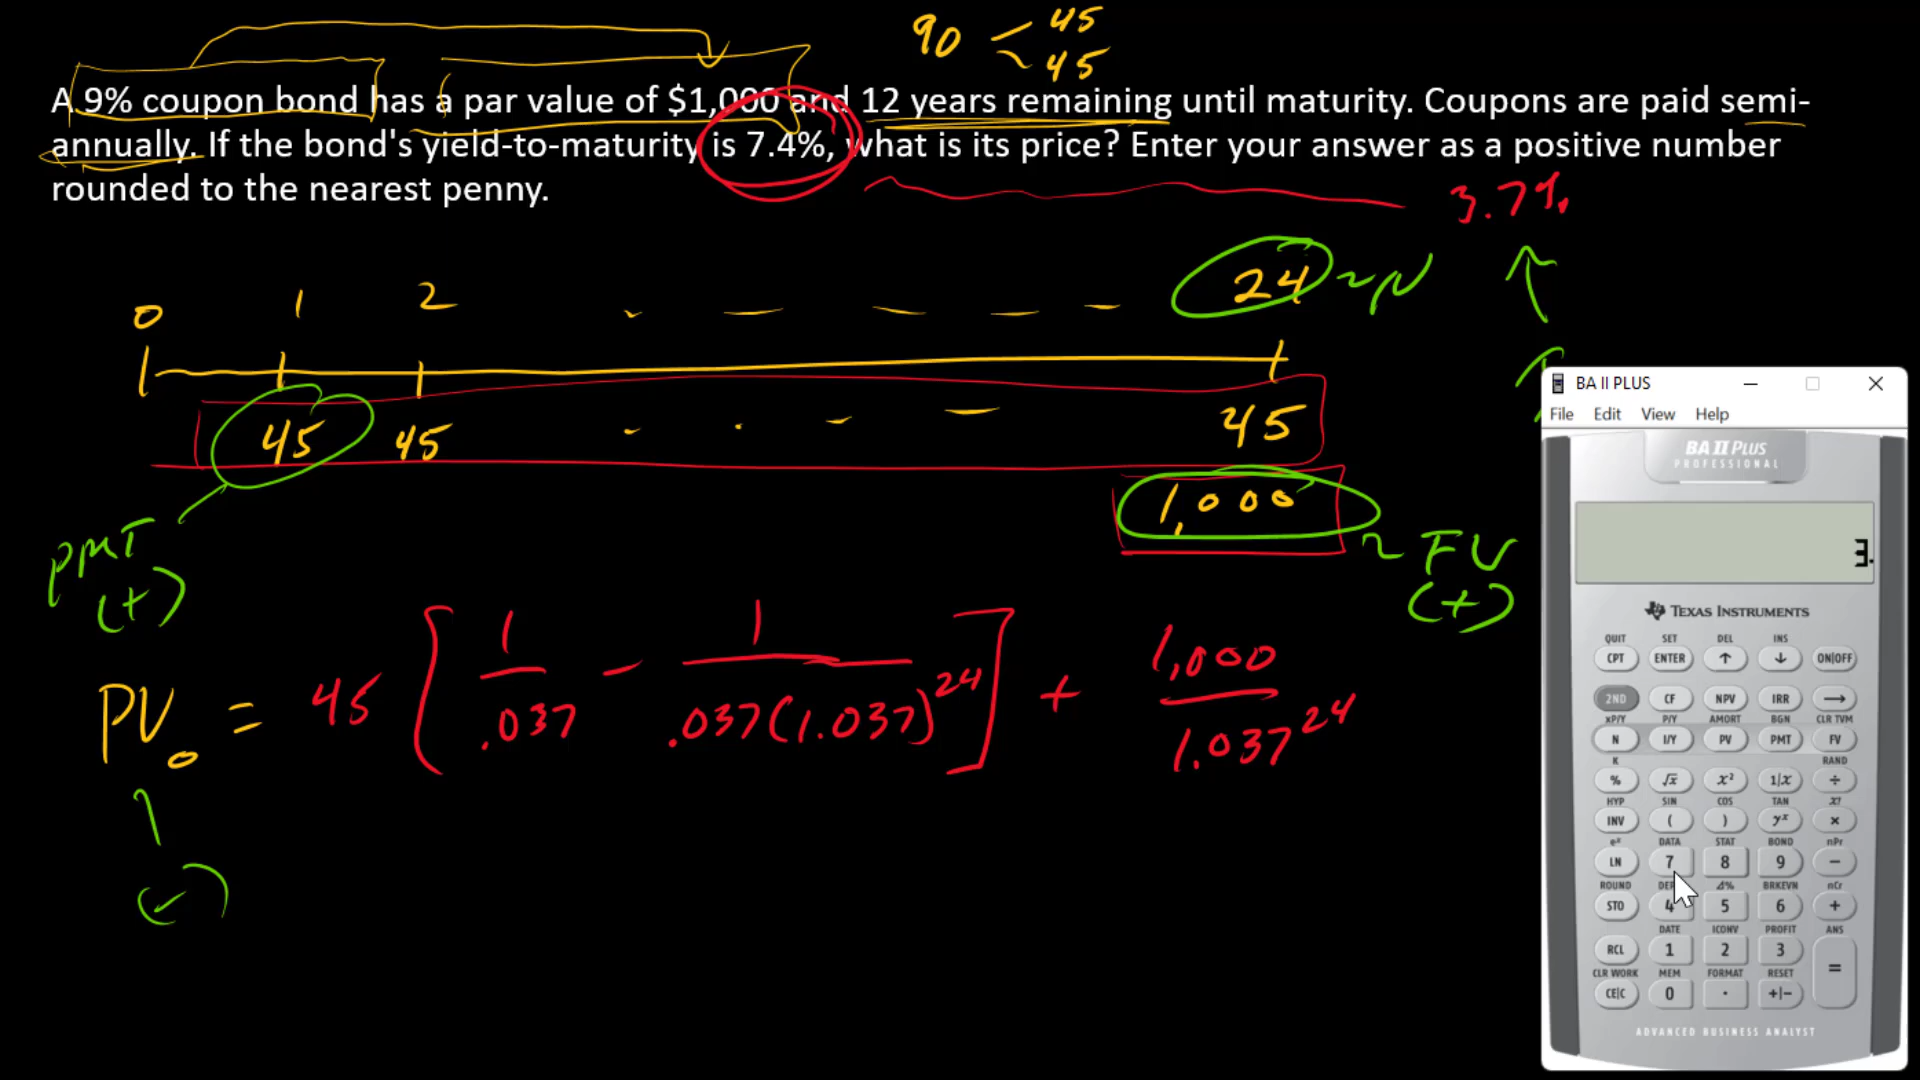 90 < 45
45
A 9% coupon bond has a par value of $1,000 and 12 years remaining until maturity. Coupons are paid semi-
annually. If the bond's yield-to-maturity is 7.4%, what is its price? Enter your answer as a positive number
rounded to the nearest penny.
3.7%
0 1 2 24 ~ N
45 45 45
1,000 ~ FV
(+)
PMT
(+)
PV₀ = 45 [ 1/.037 - 1/.037(1.037)^24 ] + 1,000/1.037^24
(-)
BA II PLUS
File Edit View Help
BA II PLUS
PROFESSIONAL
3.
TEXAS INSTRUMENTS
QUIT SET DEL INS
CPT ENTER ↑ ↓ ON|OFF
2ND CF NPV IRR →
xP/Y P/Y AMORT BGN CLR TVM
N I/Y PV PMT FV
K RAND
% √x x² 1/x ÷
HYP SIN COS TAN x!
INV ( ) yˣ ×
eˣ DATA STAT BOND nPr
LN 7 8 9 −
ROUND DEPR Δ% BRKEVN nCr
STO 4 5 6 +
DATE ICONV PROFIT ANS
RCL 1 2 3 =
CLR WORK MEM FORMAT RESET
CE|C 0 . +|−
ADVANCED BUSINESS ANALYST